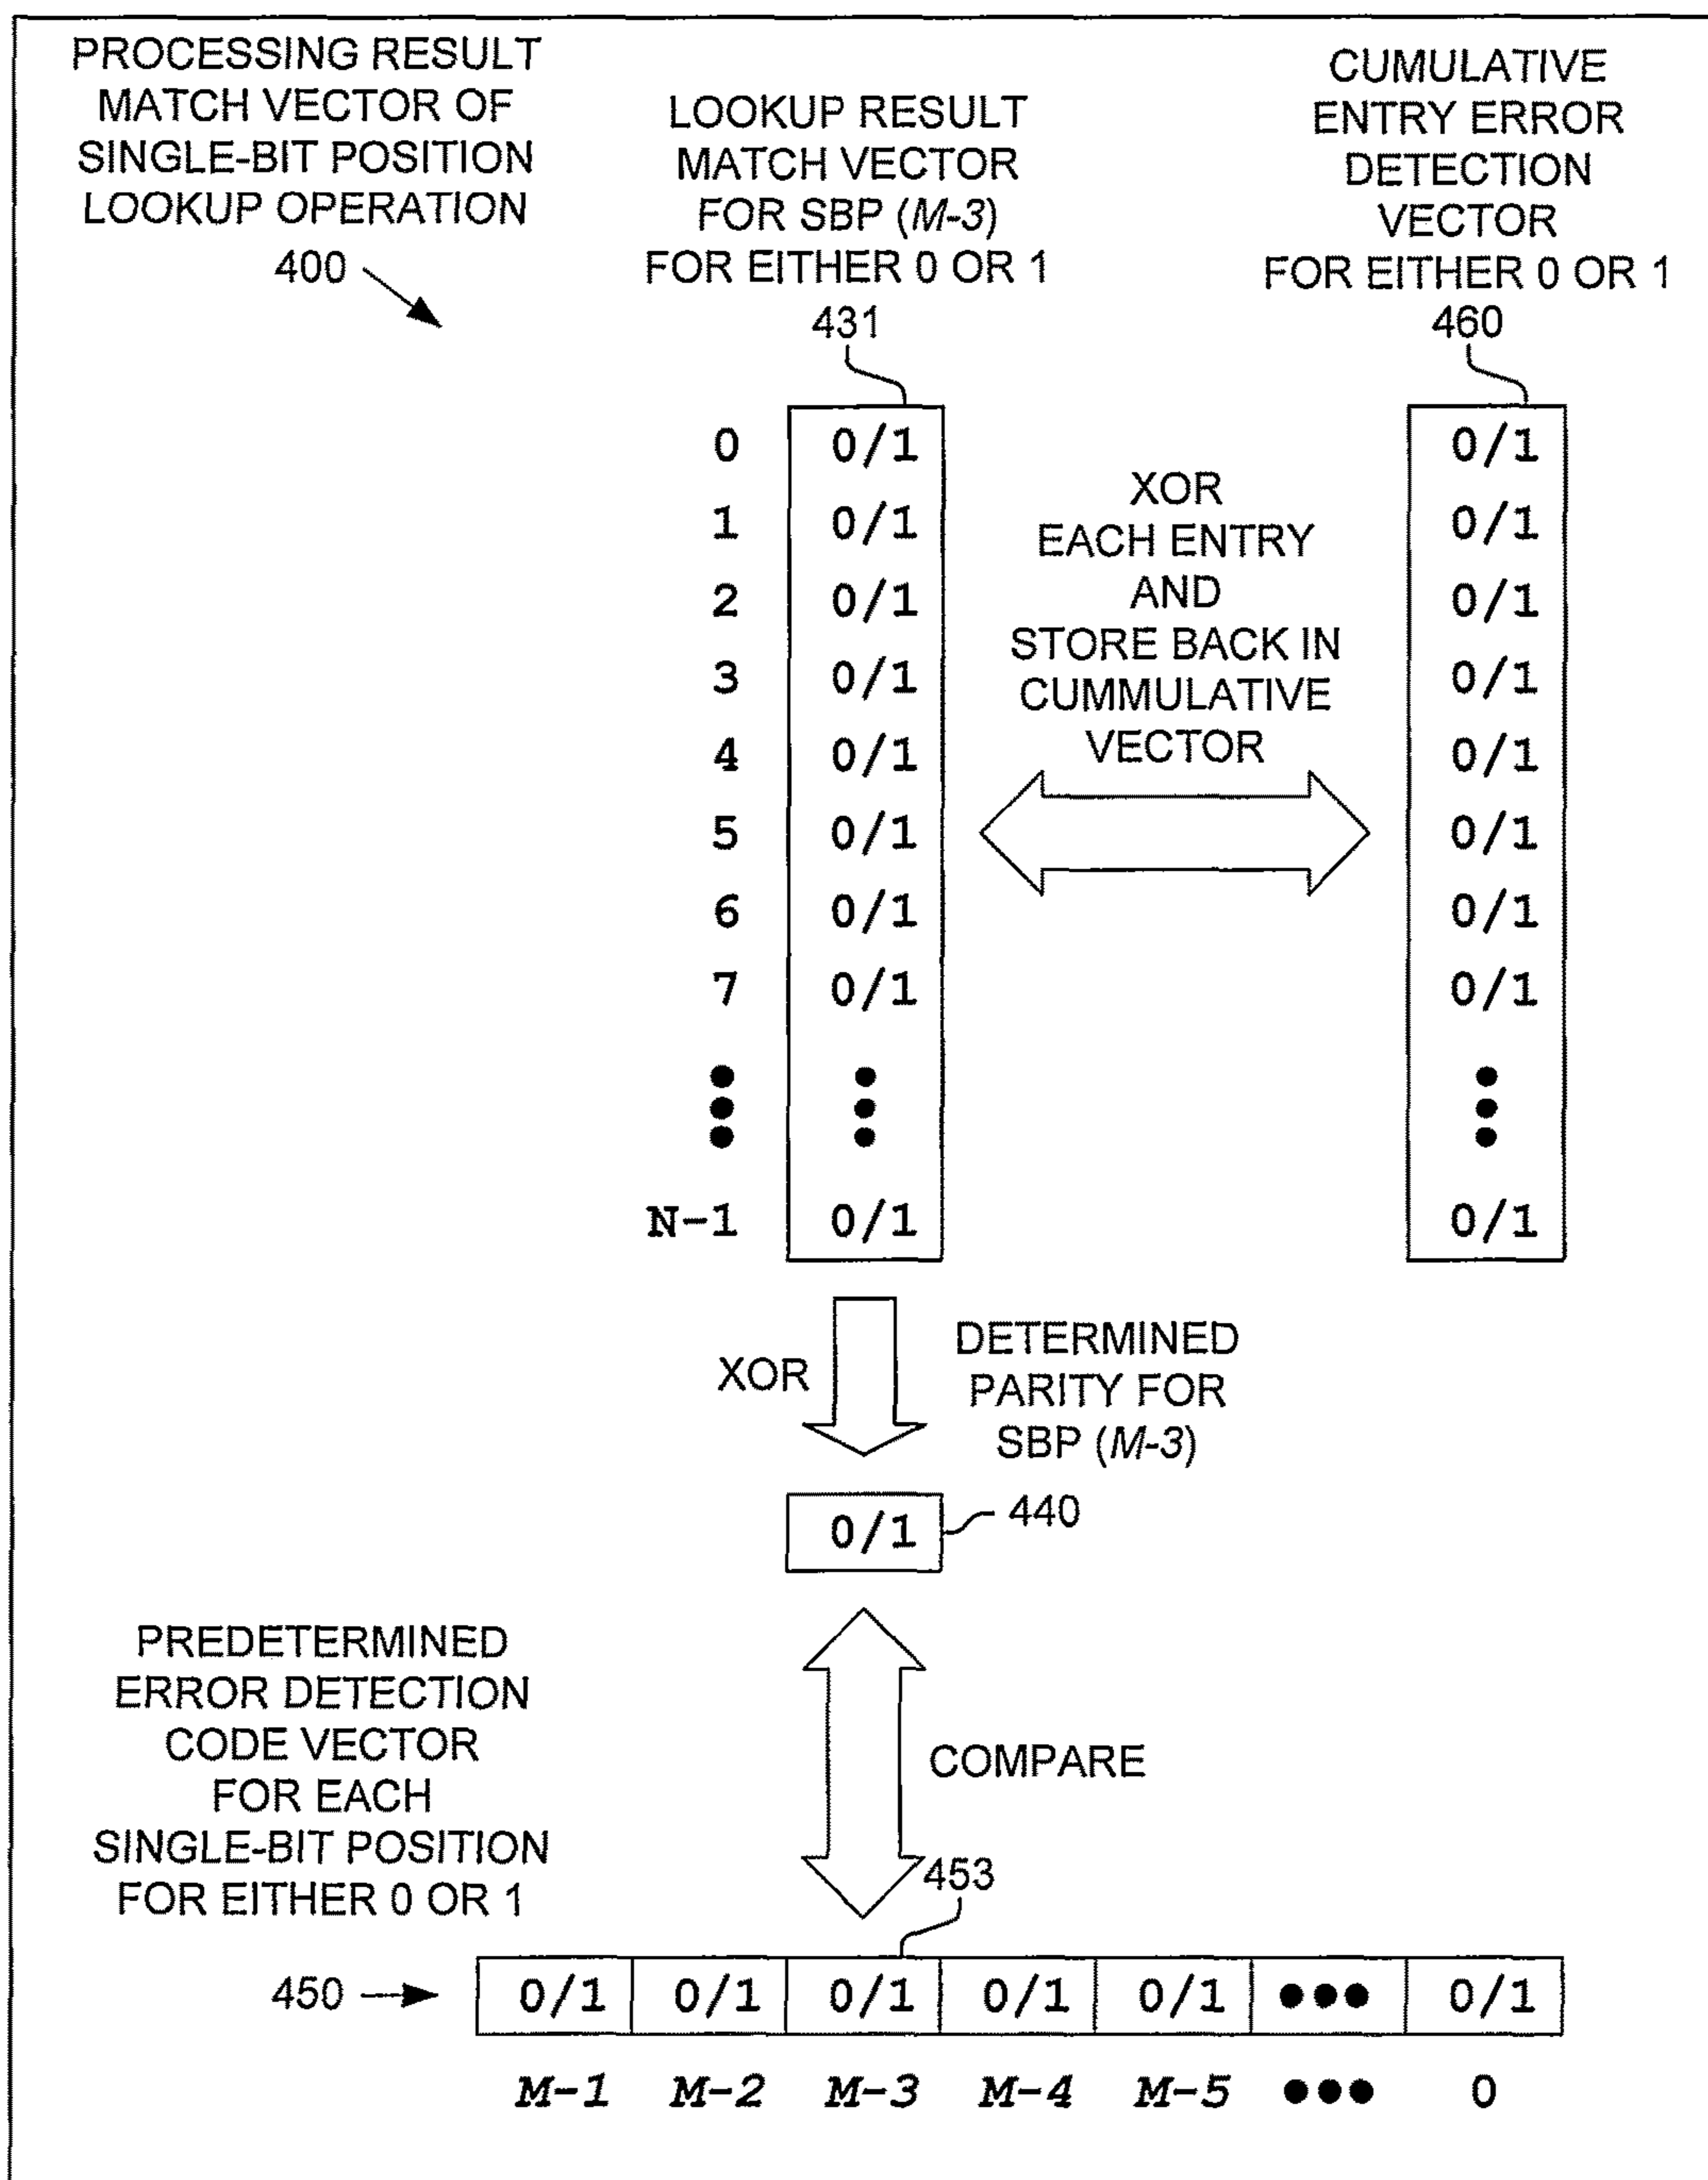 PROCESSING RESULT
MATCH VECTOR OF
SINGLE-BIT POSITION
LOOKUP OPERATION
400
LOOKUP RESULT
MATCH VECTOR
FOR SBP (M-3)
FOR EITHER 0 OR 1
431
CUMULATIVE
ENTRY ERROR
DETECTION
VECTOR
FOR EITHER 0 OR 1
460
0 0/1 0/1
1 0/1 0/1
2 0/1 0/1
3 0/1 0/1
4 0/1 0/1
5 0/1 0/1
6 0/1 0/1
7 0/1 0/1
N-1 0/1 0/1
XOR
EACH ENTRY
AND
STORE BACK IN
CUMMULATIVE
VECTOR
XOR
DETERMINED
PARITY FOR
SBP (M-3)
0/1
440
PREDETERMINED
ERROR DETECTION
CODE VECTOR
FOR EACH
SINGLE-BIT POSITION
FOR EITHER 0 OR 1
COMPARE
453
450
0/1 0/1 0/1 0/1 0/1 ●●● 0/1
M-1 M-2 M-3 M-4 M-5 ●●● 0